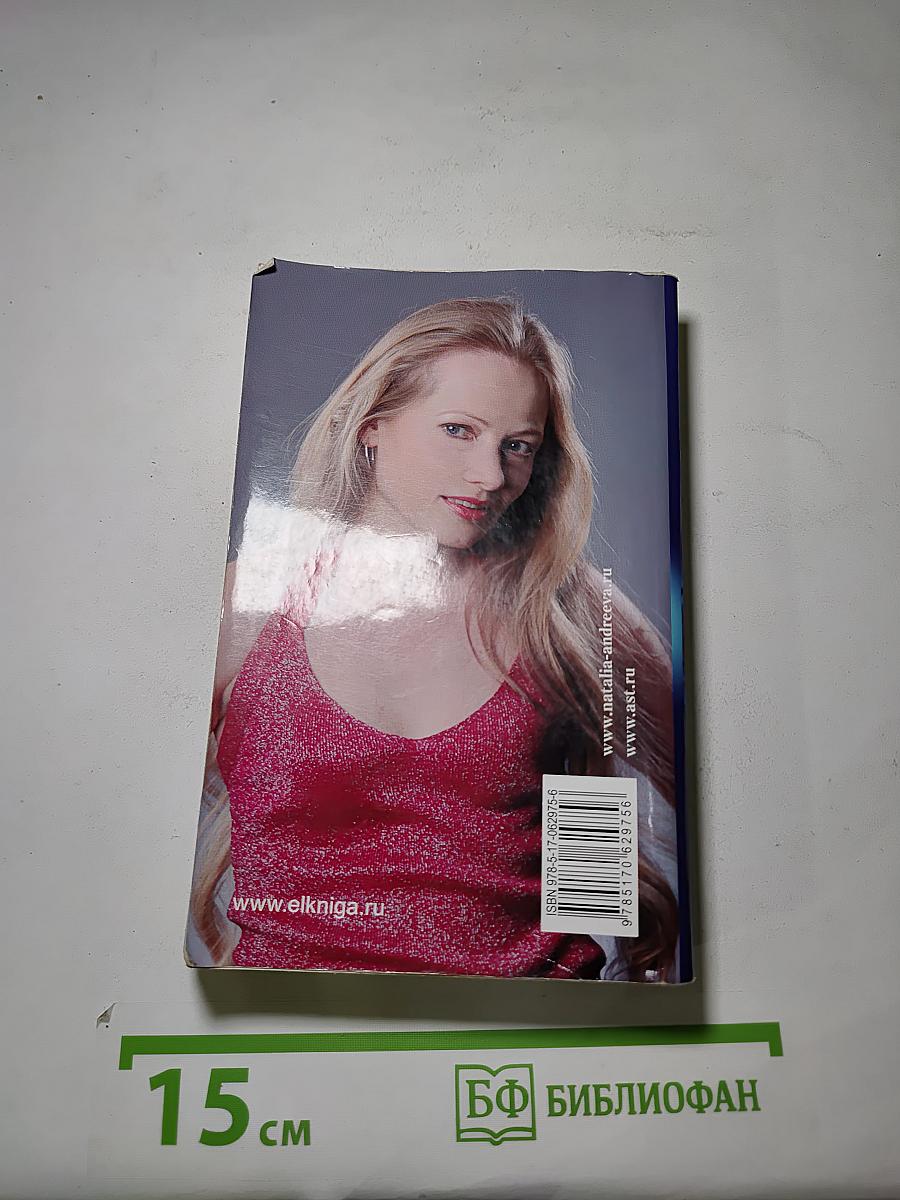 www.natalia-andreeva.ru
www.ast.ru
ISBN 978-5-17-062975-6
9 785170 629756
www.elkniga.ru
15 см
БФ БИБЛИОФАН